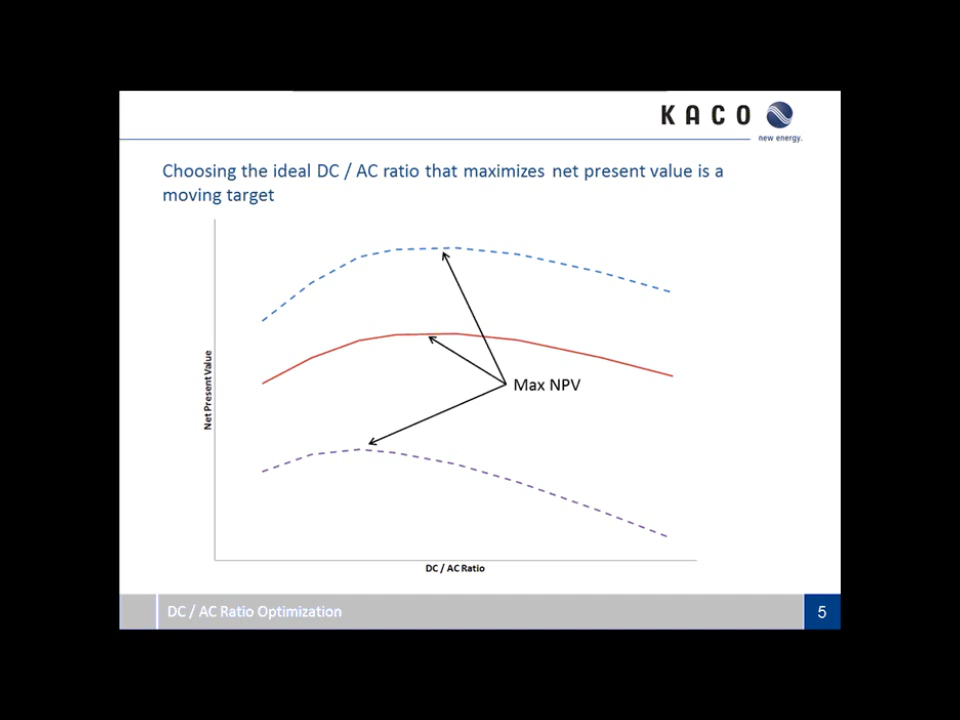 KACO
new energy.
Choosing the ideal DC / AC ratio that maximizes net present value is a
moving target
Net Present Value
Max NPV
DC / AC Ratio
DC / AC Ratio Optimization
5